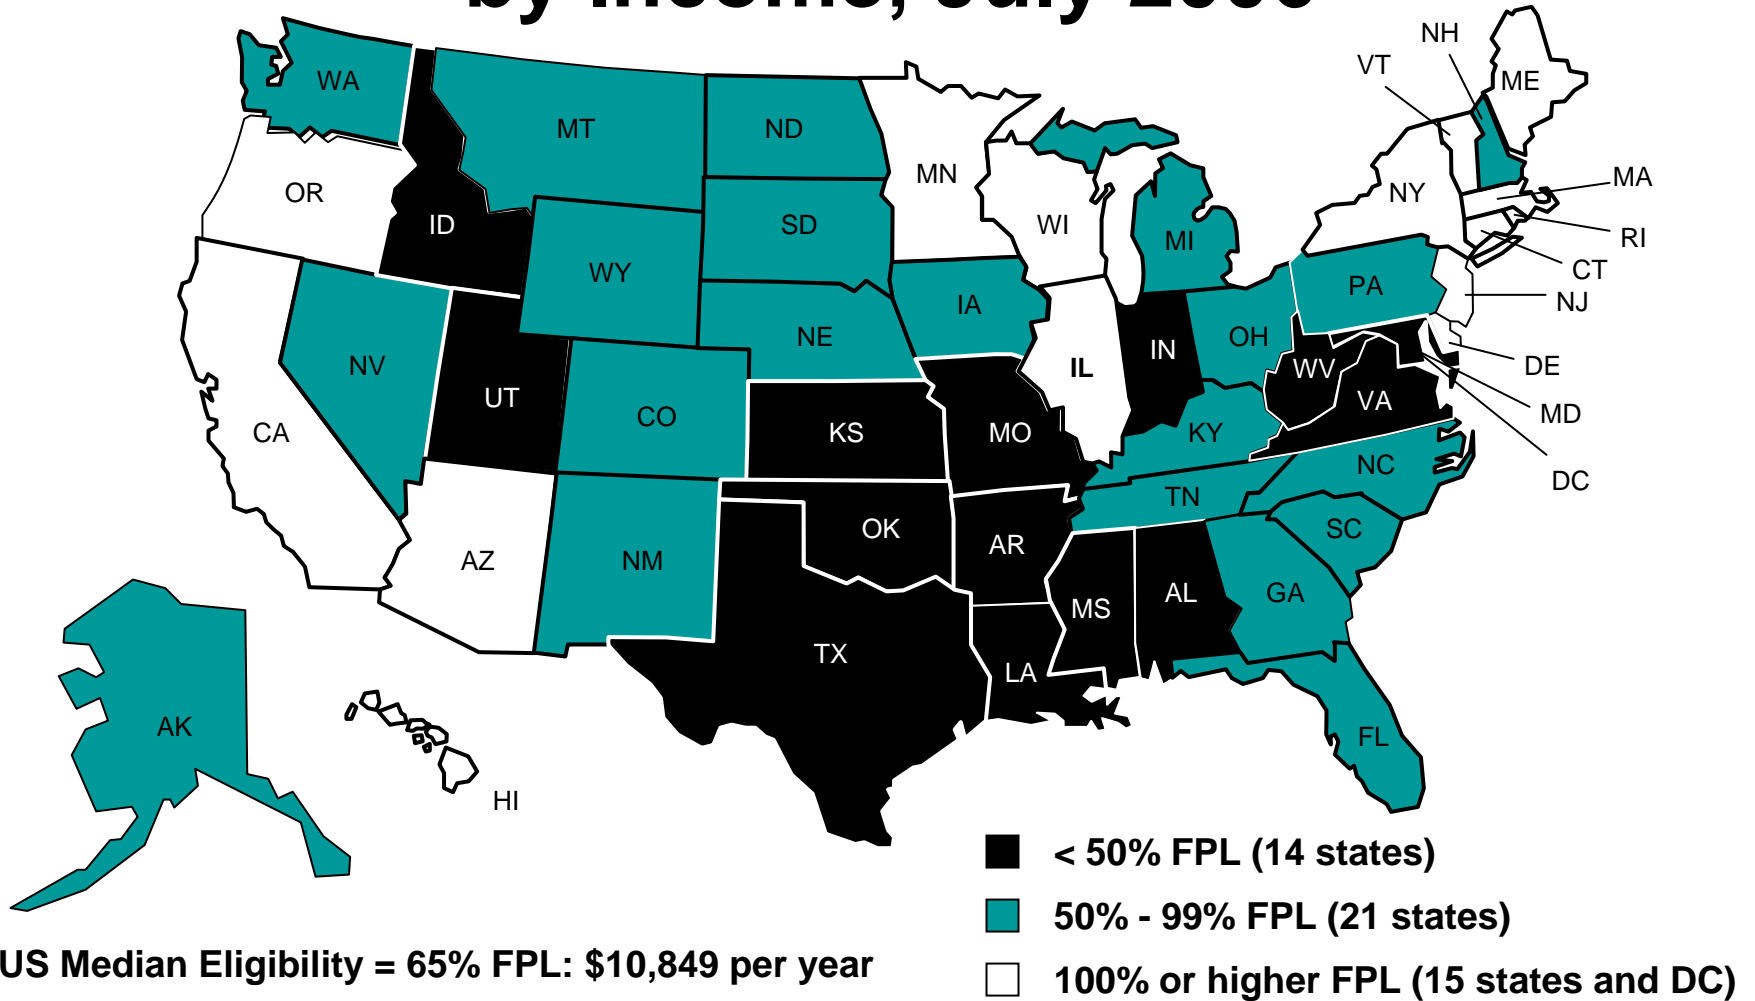 NH
VT
ME
WA
MT
ND
MN
OR
ID
SD
WI
NY
MA
MI
RI
WY
CT
IA
PA
NJ
NE
OH
NV
IN
IL
WV
DE
UT
CO
VA
MD
CA
KS
MO
KY
NC
DC
TN
OK
SC
AZ
NM
AR
MS
AL
GA
TX
LA
AK
FL
HI
< 50% FPL (14 states)
50% - 99% FPL (21 states)
US Median Eligibility = 65% FPL: $10,849 per year
100% or higher FPL (15 states and DC)